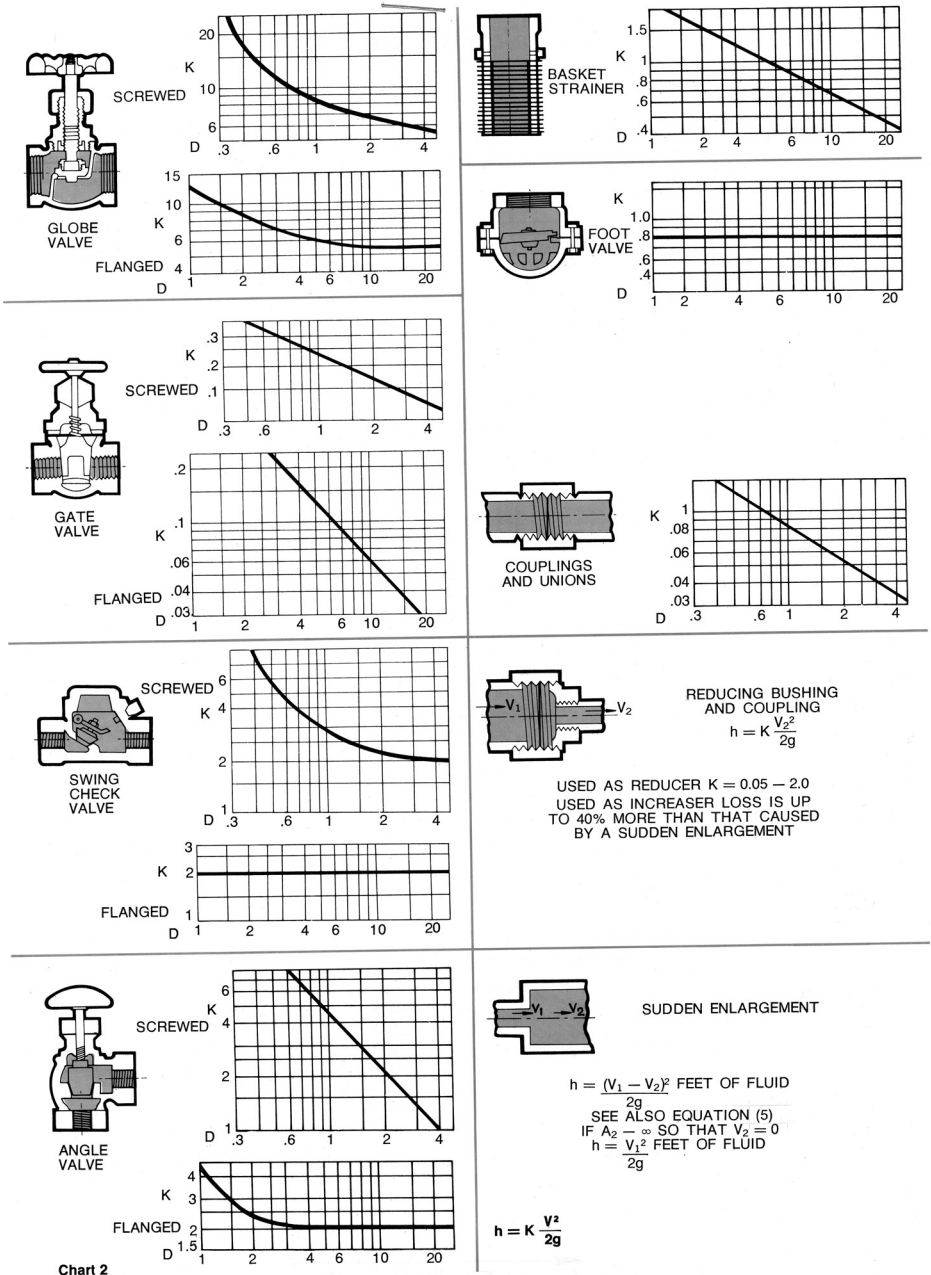 20
K
SCREWED
10
6
D
.3 .6 1 2 4
GLOBE
VALVE
15
10
K
6
FLANGED
4
D
1 2 4 6 10 20
BASKET
STRAINER
1.5
K
1
.8
.6
.4
D
1 2 4 6 10 20
FOOT
VALVE
K
1.0
.8
.6
.4
D
1 2 4 6 10 20
GATE
VALVE
.3
K
.2
SCREWED
.1
D
.3 .6 1 2 4
.2
.1
K
.06
FLANGED
.04
.03
D
1 2 4 6 10 20
COUPLINGS
AND UNIONS
K
1
.08
.06
.04
.03
D
.3 .6 1 2 4
SWING
CHECK
VALVE
SCREWED
6
K
4
2
1
D
.3 .6 1 2 4
3
K
2
FLANGED
1
D
1 2 4 6 10 20
V₁
V₂
REDUCING BUSHING
AND COUPLING
h = K V₂²
2g
USED AS REDUCER K = 0.05 – 2.0
USED AS INCREASER LOSS IS UP
TO 40% MORE THAN THAT CAUSED
BY A SUDDEN ENLARGEMENT
ANGLE
VALVE
6
K
SCREWED
4
2
D
.3 .6 1 2 4
4
K
3
FLANGED
2
1.5
D
1 2 4 6 10 20
V₁ V₂
SUDDEN ENLARGEMENT
h = (V₁ – V₂)² FEET OF FLUID
2g
SEE ALSO EQUATION (5)
IF A₂ – ∞ SO THAT V₂ = 0
h = V₁² FEET OF FLUID
2g
h = K V²
2g
Chart 2